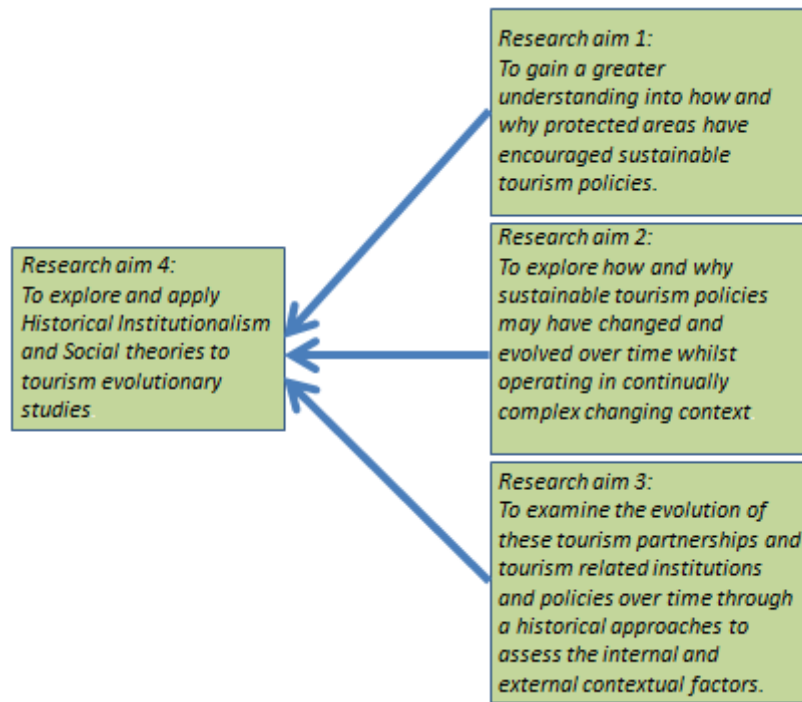 Research aim 1:
To gain a greater
understanding into how and
why protected areas have
encouraged sustainable
tourism policies.
Research aim 4:
To explore and apply
Historical Institutionalism
and Social theories to
tourism evolutionary
studies.
Research aim 2:
To explore how and why
sustainable tourism policies
may have changed and
evolved over time whilst
operating in continually
complex changing context
Research aim 3:
To examine the evolution of
these tourism partnerships and
tourism related institutions
and policies over time through
a historical approaches to
assess the internal and
external contextual factors.